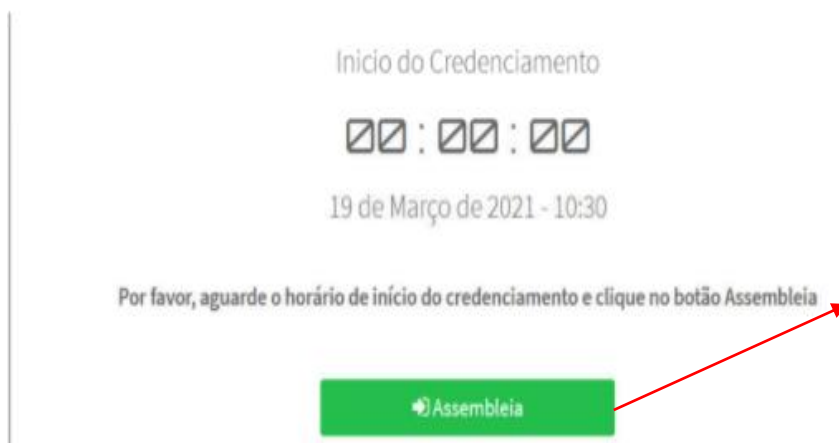 Inicio do Credenciamento
00 : 00 : 00
19 de Março de 2021 - 10:30
Por favor, aguarde o horário de início do credenciamento e clique no botão Assembleia
Assembleia